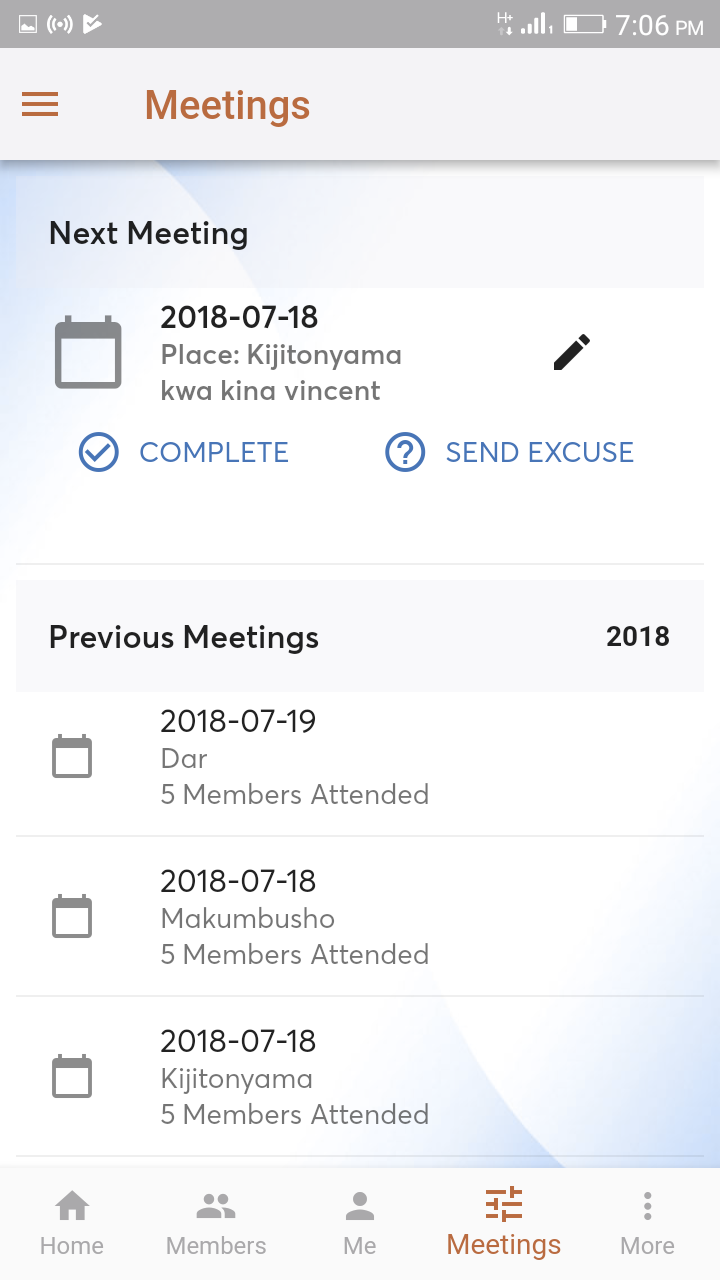 H+ 1 7:06 PM
Meetings
Next Meeting
2018-07-18
Place: Kijitonyama
kwa kina vincent
COMPLETE SEND EXCUSE
Previous Meetings 2018
2018-07-19
Dar
5 Members Attended
2018-07-18
Makumbusho
5 Members Attended
2018-07-18
Kijitonyama
5 Members Attended
Home Members Me Meetings More